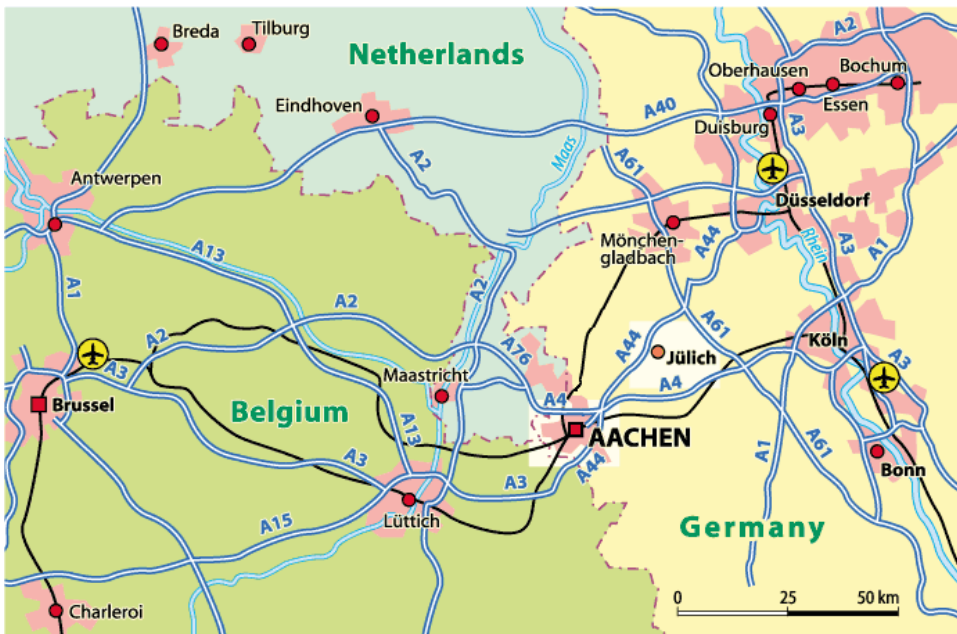 Breda
Tilburg
Netherlands
A2
Oberhausen
Bochum
Essen
Eindhoven
A40
Duisburg
A3
Maas
A2
A61
Antwerpen
Düsseldorf
A13
A1
Mönchen-
gladbach
A44
Rhein
A3
A1
A2
A2
A2
A76
A44
A61
Jülich
Köln
A3
Maastricht
A4
A3
Brussel
Belgium
A13
A4
AACHEN
A44
A3
A3
A1
A61
Bonn
A15
Lüttich
Germany
Charleroi
0
25
50 km